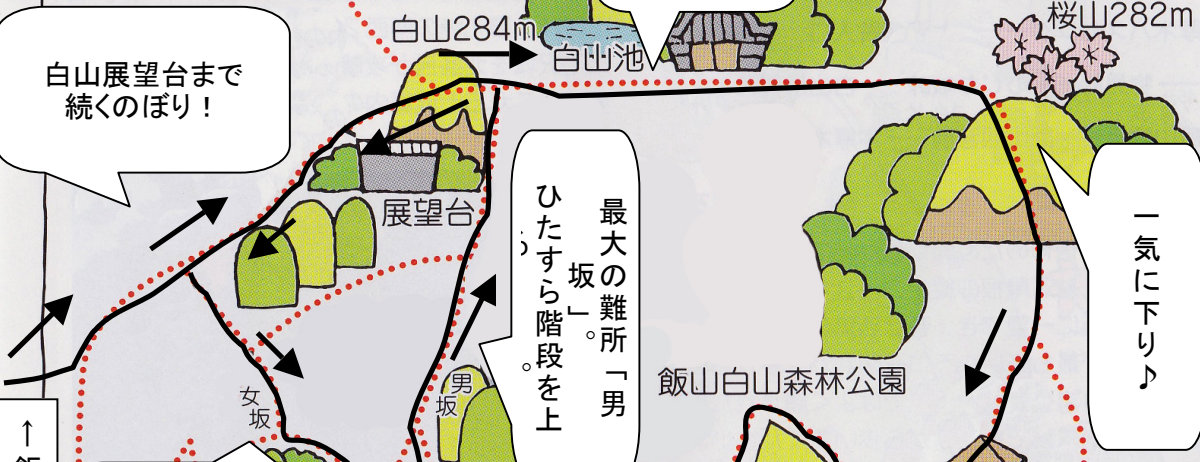 白山284m
桜山282m
白山池
白山展望台まで
続くのぼり！
展望台
最大の難所「男
坂」。
ひたすら階段を上
る。
一気に下り♪
飯山白山森林公園
男坂
女坂
↑飯